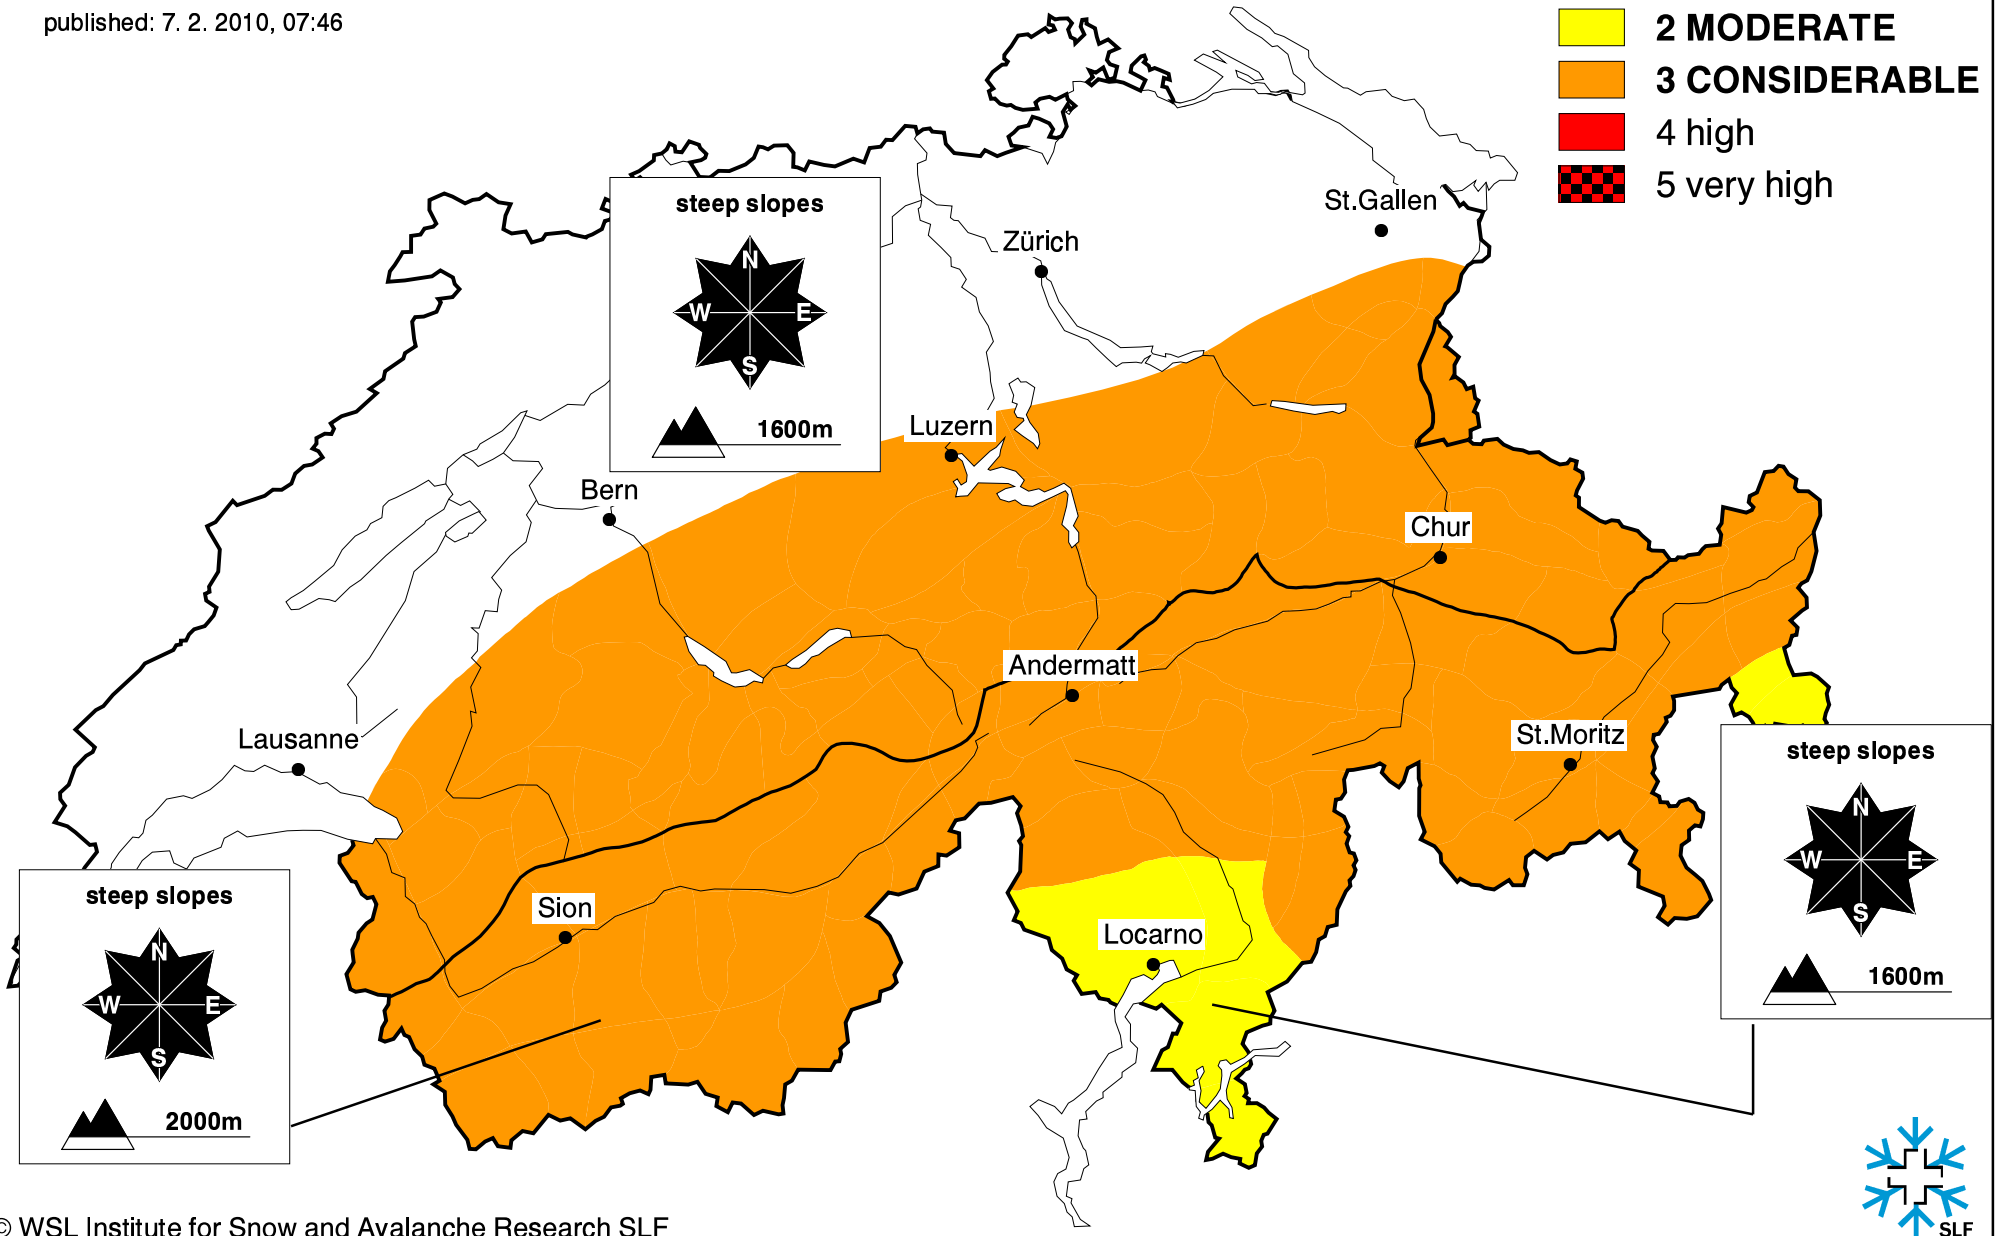 published: 7. 2. 2010, 07:46
2 MODERATE
3 CONSIDERABLE
4 high
5 very high
steep slopes
N
W E
S
1600m
St.Gallen
Zürich
Luzern
Bern
Chur
Andermatt
Lausanne
St.Moritz
steep slopes
N
W E
S
1600m
steep slopes
N
W E
S
2000m
Sion
Locarno
SLF
© WSL Institute for Snow and Avalanche Research SLF